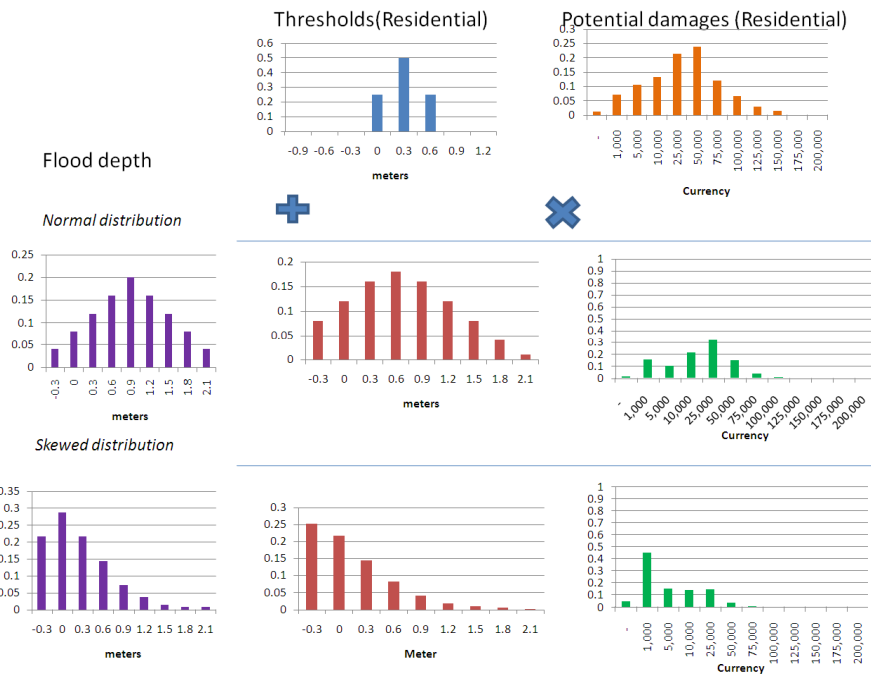 Thresholds(Residential)
Potential damages (Residential)
0.6
0.5
0.4
0.3
0.2
0.1
0
-0.9 -0.6 -0.3 0 0.3 0.6 0.9 1.2
meters
0.3
0.25
0.2
0.15
0.1
0.05
0
- 1,000 5,000 10,000 25,000 50,000 75,000 100,000 125,000 150,000 175,000 200,000
Currency
Flood depth
Normal distribution
0.25
0.2
0.15
0.1
0.05
0
-0.3 0 0.3 0.6 0.9 1.2 1.5 1.8 2.1
meters
0.2
0.15
0.1
0.05
0
-0.3 0 0.3 0.6 0.9 1.2 1.5 1.8 2.1
meters
1
0.9
0.8
0.7
0.6
0.5
0.4
0.3
0.2
0.1
0
- 1,000 5,000 10,000 25,000 50,000 75,000 100,000 125,000 150,000 175,000 200,000
Currency
Skewed distribution
0.35
0.3
0.25
0.2
0.15
0.1
0.05
0
-0.3 0 0.3 0.6 0.9 1.2 1.5 1.8 2.1
meters
0.3
0.25
0.2
0.15
0.1
0.05
0
-0.3 0 0.3 0.6 0.9 1.2 1.5 1.8 2.1
Meter
1
0.9
0.8
0.7
0.6
0.5
0.4
0.3
0.2
0.1
0
- 1,000 5,000 10,000 25,000 50,000 75,000 100,000 125,000 150,000 175,000 200,000
Currency